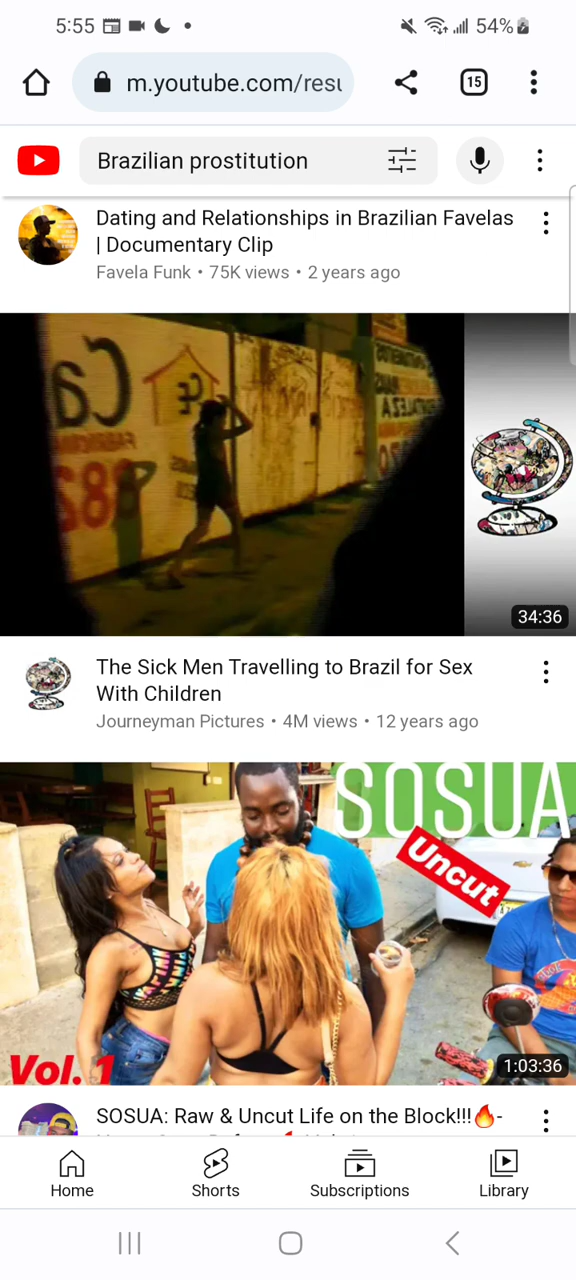 5:55
54%
m.youtube.com/resu
15
Brazilian prostitution
Dating and Relationships in Brazilian Favelas
| Documentary Clip
Favela Funk • 75K views • 2 years ago
34:36
The Sick Men Travelling to Brazil for Sex
With Children
Journeyman Pictures • 4M views • 12 years ago
SOSUA
Uncut
Vol. 1
1:03:36
SOSUA: Raw & Uncut Life on the Block!!!🔥-
Home
Shorts
Subscriptions
Library